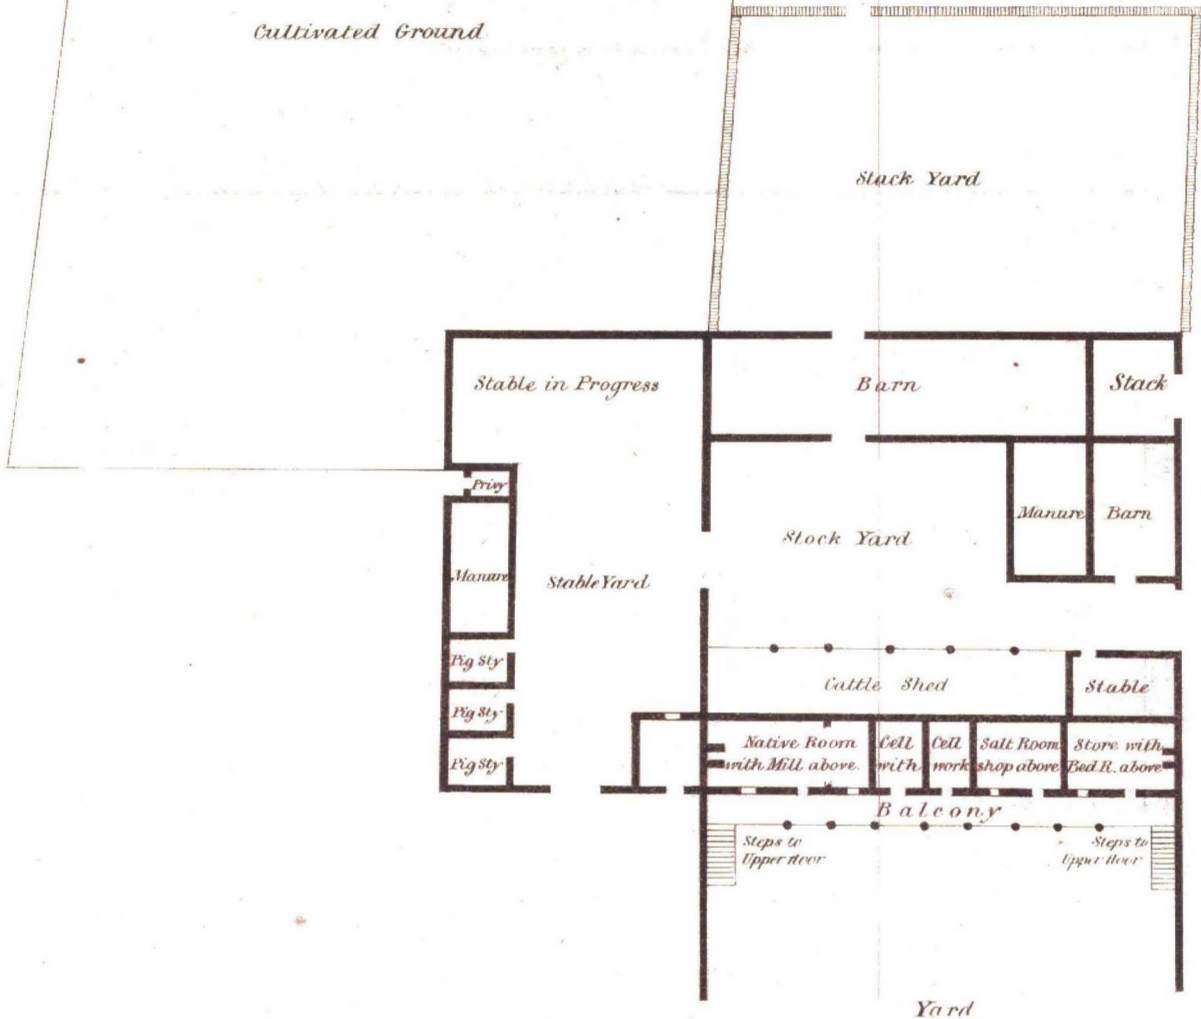 Cultivated Ground
Stack Yard
Stable in Progress
Barn
Stack
Privy
Manure
Stable Yard
Stock Yard
Manure
Barn
Pig Sty
Pig Sty
Pig Sty
Cattle Shed
Stable
Native Room
with Mill above.
Cell
with
Cell
work
Salt Room
shop above
Store with
Bed.R. above
Balcony
Steps to
Upper floor
Steps to
Upper floor
Yard